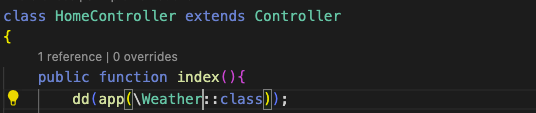 class HomeController extends Controller
{
1 reference | 0 overrides
public function index(){
dd(app(\Weather::class));